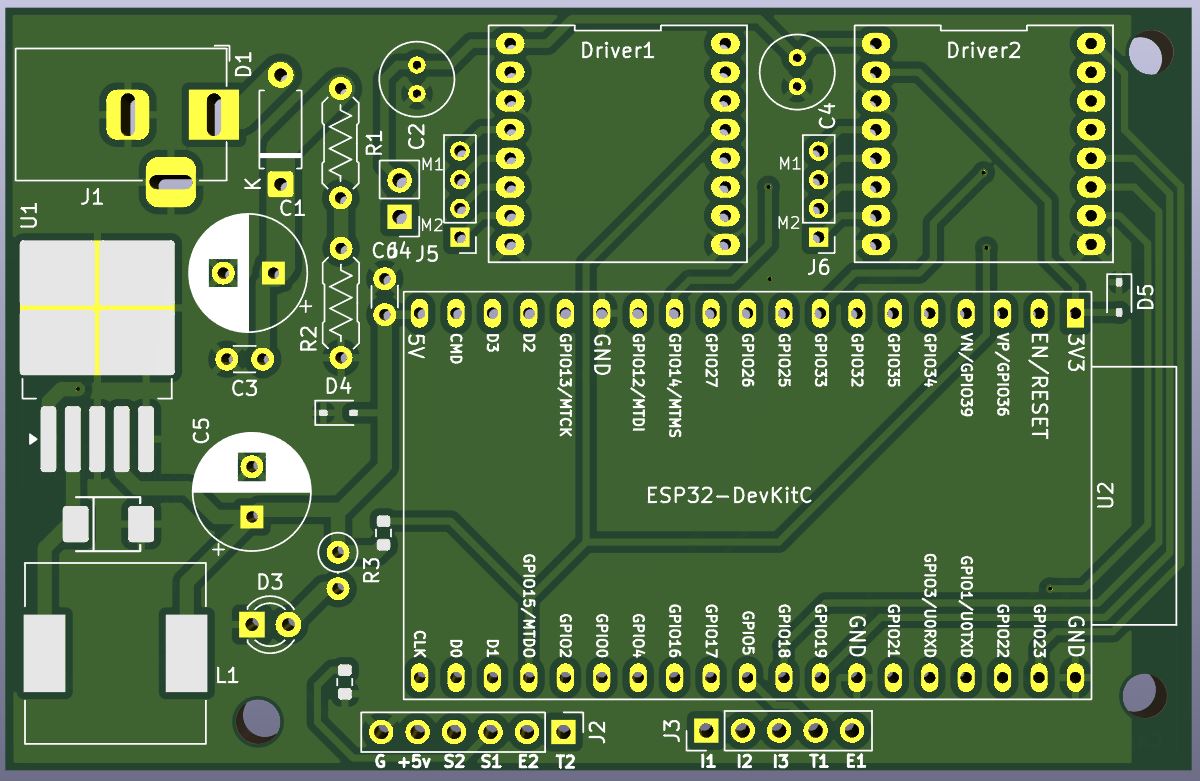 Driver1
Driver2
D1
C2
C4
R1
M1
M1
K
J1
C1
M2
M2
U1
C6
J4
J5
J6
D5
+
R2
5V
CMD
D3
D2
GPIO13/MTCK
GND
GPIO12/MTDI
GPIO14/MTMS
GPIO27
GPIO26
GPIO25
GPIO33
GPIO32
GPIO35
GPIO34
VN/GPIO39
VP/GPIO36
EN/RESET
3V3
C3
D4
C5
ESP32-DevKitC
U2
+
R3
D3
CLK
D0
D1
GPIO15/MTDO
GPIO2
GPIO0
GPIO4
GPIO16
GPIO17
GPIO5
GPIO18
GPIO19
GND
GPIO21
GPIO3/U0RXD
GPIO1/U0TXD
GPIO22
GPIO23
GND
L1
J2
J3
G +5v S2 S1 E2 T2
I1 I2 I3 T1 E1